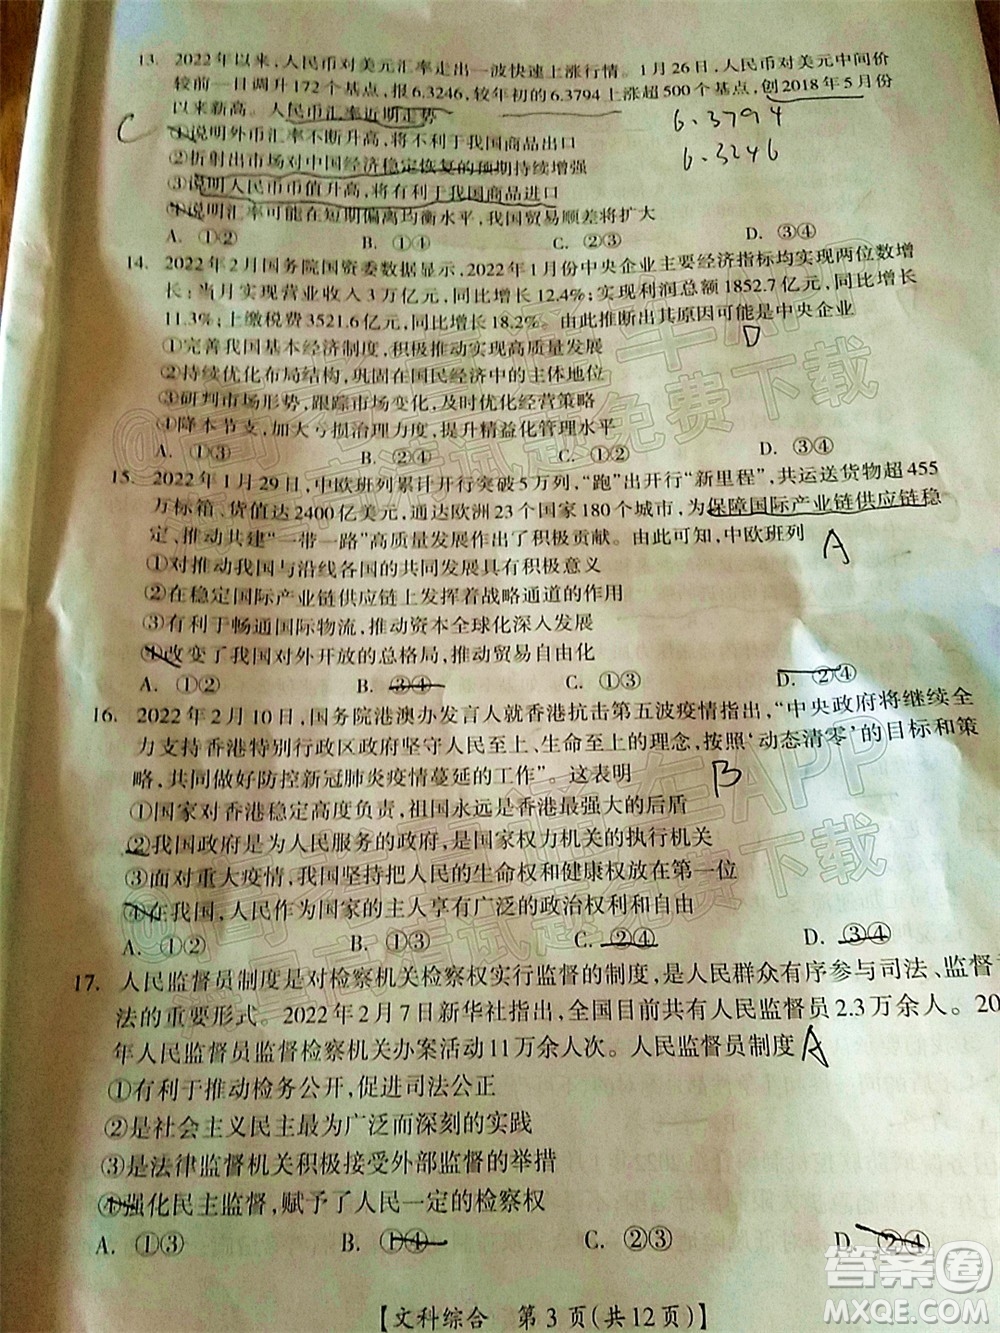 13. 2022年以来,人民币对美元汇率走出一波快速上涨行情。1月26日,人民币对美元中间价
较前一日调升172个基点,报6.3246,较年初的6.3794上涨超500个基点,创2018年5月份
以来新高。人民币汇率近期走势
6.3794
C
①说明外币汇率不断升高,将不利于我国商品出口
6.3246
②折射出市场对中国经济稳定恢复的预期持续增强
③说明人民币币值升高,将有利于我国商品进口
④说明汇率可能在短期偏离均衡水平,我国贸易顺差将扩大
A. ①② B. ①④ C. ②③ D. ③④
14. 2022年2月国务院国资委数据显示,2022年1月份中央企业主要经济指标均实现两位数增
长:当月实现营业收入3万亿元,同比增长12.4%;实现利润总额1852.7亿元,同比增长
11.3%;上缴税费3521.6亿元,同比增长18.2%。由此推断出其原因可能是中央企业
D
①完善我国基本经济制度,积极推动实现高质量发展
②持续优化布局结构,巩固在国民经济中的主体地位
③研判市场形势,跟踪市场变化,及时优化经营策略
④降本节支,加大亏损治理力度,提升精益化管理水平
A. ①③ B. ②④ C. ①② D. ③④
15. 2022年1月29日,中欧班列累计开行突破5万列,“跑”出开行“新里程”,共运送货物超455
万标箱、货值达2400亿美元,通达欧洲23个国家180个城市,为保障国际产业链供应链稳
定、推动共建“一带一路”高质量发展作出了积极贡献。由此可知,中欧班列
A
①对推动我国与沿线各国的共同发展具有积极意义
②在稳定国际产业链供应链上发挥着战略通道的作用
③有利于畅通国际物流,推动资本全球化深入发展
④改变了我国对外开放的总格局,助推贸易自由化
A. ①② B. ③④ C. ①③ D. ②④
16. 2022年2月10日,国务院港澳办发言人就香港抗击第五波疫情指出,“中央政府将继续全
力支持香港特别行政区政府坚守人民至上、生命至上的理念,按照‘动态清零’的目标和策
略,共同做好防控新冠肺炎疫情蔓延的工作”。这表明
B
①国家对香港稳定高度负责,祖国永远是香港最强大的后盾
②我国政府是为人民服务的政府,是国家权力机关的执行机关
③面对重大疫情,我国坚持把人民的生命权和健康权放在第一位
④在我国,人民作为国家的主人享有广泛的政治权利和自由
A. ①② B. ①③ C. ②④ D. ③④
17. 人民监督员制度是对检察机关检察权实行监督的制度,是人民群众有序参与司法、监督
法的重要形式。2022年2月7日新华社指出,全国目前共有人民监督员2.3万余人。20
年人民监督员监督检察机关办案活动11万余人次。人民监督员制度
A
①有利于推动检务公开,促进司法公正
②是社会主义民主最为广泛而深刻的实践
③是法律监督机关积极接受外部监督的举措
④强化民主监督,赋予了人民一定的检察权
A. ①③ B. ①④ C. ②③ D. ②④
【文科综合 第3页(共12页)】
答案圈
MXQE.COM